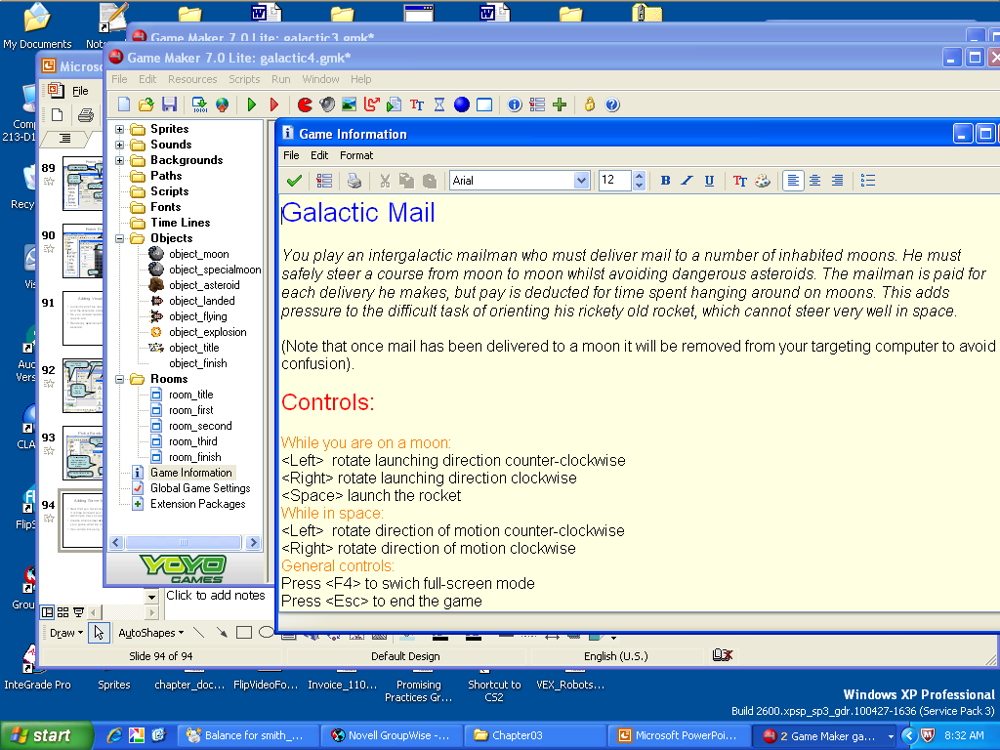 My Documents
Game Maker 7.0 Lite: galactic3.gmk*
Game Maker 7.0 Lite: galactic4.gmk*
File Edit Resources Scripts Run Window Help
File
Sprites
Sounds
Backgrounds
Paths
Scripts
Fonts
Time Lines
Objects
object_moon
object_specialmoon
object_asteroid
object_landed
object_flying
object_explosion
object_title
object_finish
Rooms
room_title
room_first
room_second
room_third
room_finish
Game Information
Global Game Settings
Extension Packages
YOYO
GAMES
89
90
91
92
93
94
Game Information
File Edit Format
Arial 12 B I U
Galactic Mail
You play an intergalactic mailman who must deliver mail to a number of inhabited moons. He must
safely steer a course from moon to moon whilst avoiding dangerous asteroids. The mailman is paid for
each delivery he makes, but pay is deducted for time spent hanging around on moons. This adds
pressure to the difficult task of orienting his rickety old rocket, which cannot steer very well in space.
(Note that once mail has been delivered to a moon it will be removed from your targeting computer to avoid
confusion).
Controls:
While you are on a moon:
<Left> rotate launching direction counter-clockwise
<Right> rotate launching direction clockwise
<Space> launch the rocket
While in space:
<Left> rotate direction of motion counter-clockwise
<Right> rotate direction of motion clockwise
General controls:
Press <F4> to swich full-screen mode
Press <Esc> to end the game
Click to add notes
Draw AutoShapes
Slide 94 of 94 Default Design English (U.S.)
InteGrade Pro Sprites chapter_doc... FlipVideoFo... Invoice_110... Promising Practices Gr... Shortcut to CS2 VEX_Robots...
Windows XP Professional
Build 2600.xpsp_sp3_gdr.100427-1636 (Service Pack 3)
start Balance for smith_... Novell GroupWise - ... Chapter03 Microsoft PowerPoi... 2 Game Maker ga... 8:32 AM